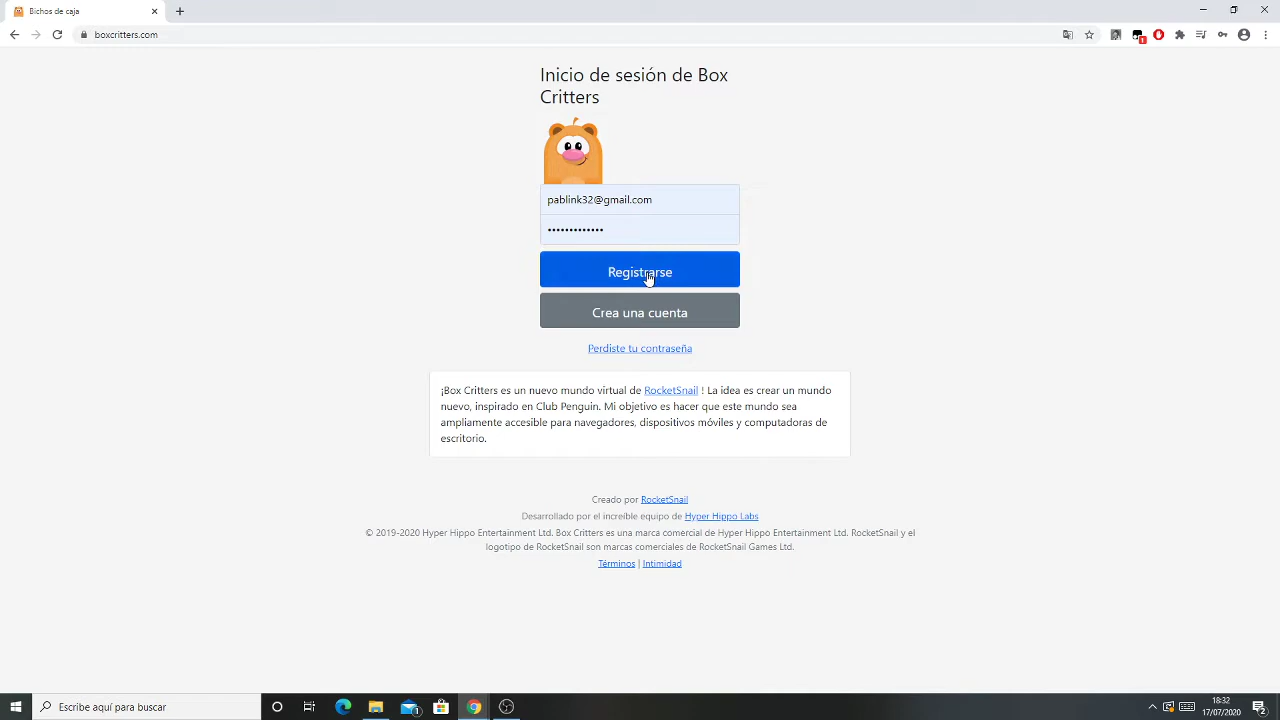 Bichos de caja
boxcritters.com
1
Inicio de sesión de Box
Critters
pablink32@gmail.com
•••••••••••••
Registrarse
Crea una cuenta
Perdiste tu contraseña
¡Box Critters es un nuevo mundo virtual de RocketSnail ! La idea es crear un mundo
nuevo, inspirado en Club Penguin. Mi objetivo es hacer que este mundo sea
ampliamente accesible para navegadores, dispositivos móviles y computadoras de
escritorio.
Creado por RocketSnail
Desarrollado por el increíble equipo de Hyper Hippo Labs
© 2019-2020 Hyper Hippo Entertainment Ltd. Box Critters es una marca comercial de Hyper Hippo Entertainment Ltd. RocketSnail y el
logotipo de RocketSnail son marcas comerciales de RocketSnail Games Ltd.
Términos | Intimidad
Escribe aquí para buscar
1
18:32
17/07/2020
2